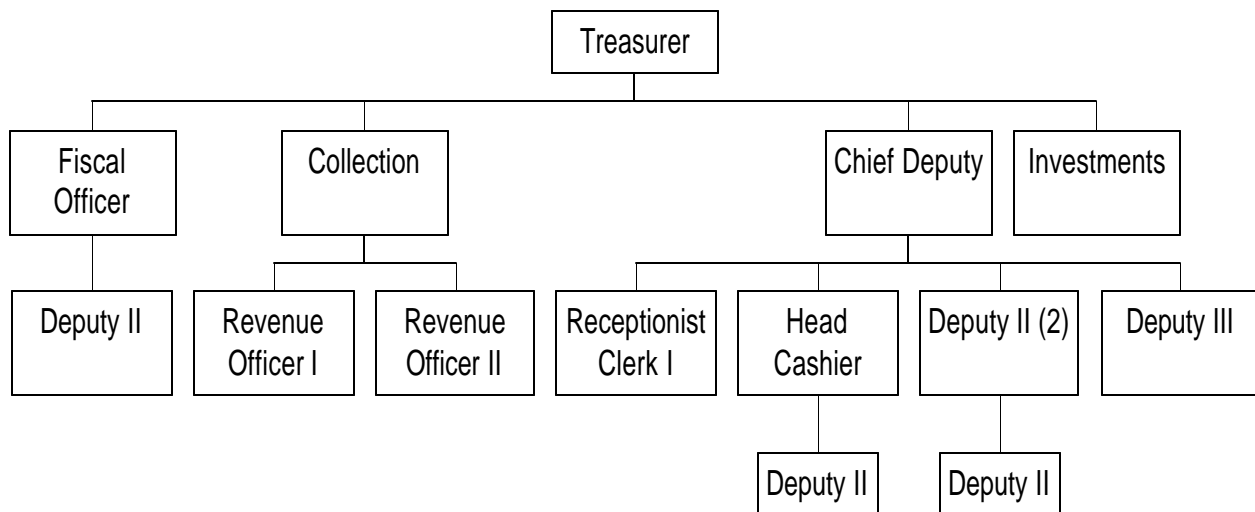 Treasurer
Fiscal
Officer
Collection
Chief Deputy
Investments
Deputy II
Revenue
Officer I
Revenue
Officer II
Receptionist
Clerk I
Head
Cashier
Deputy II (2)
Deputy III
Deputy II
Deputy II